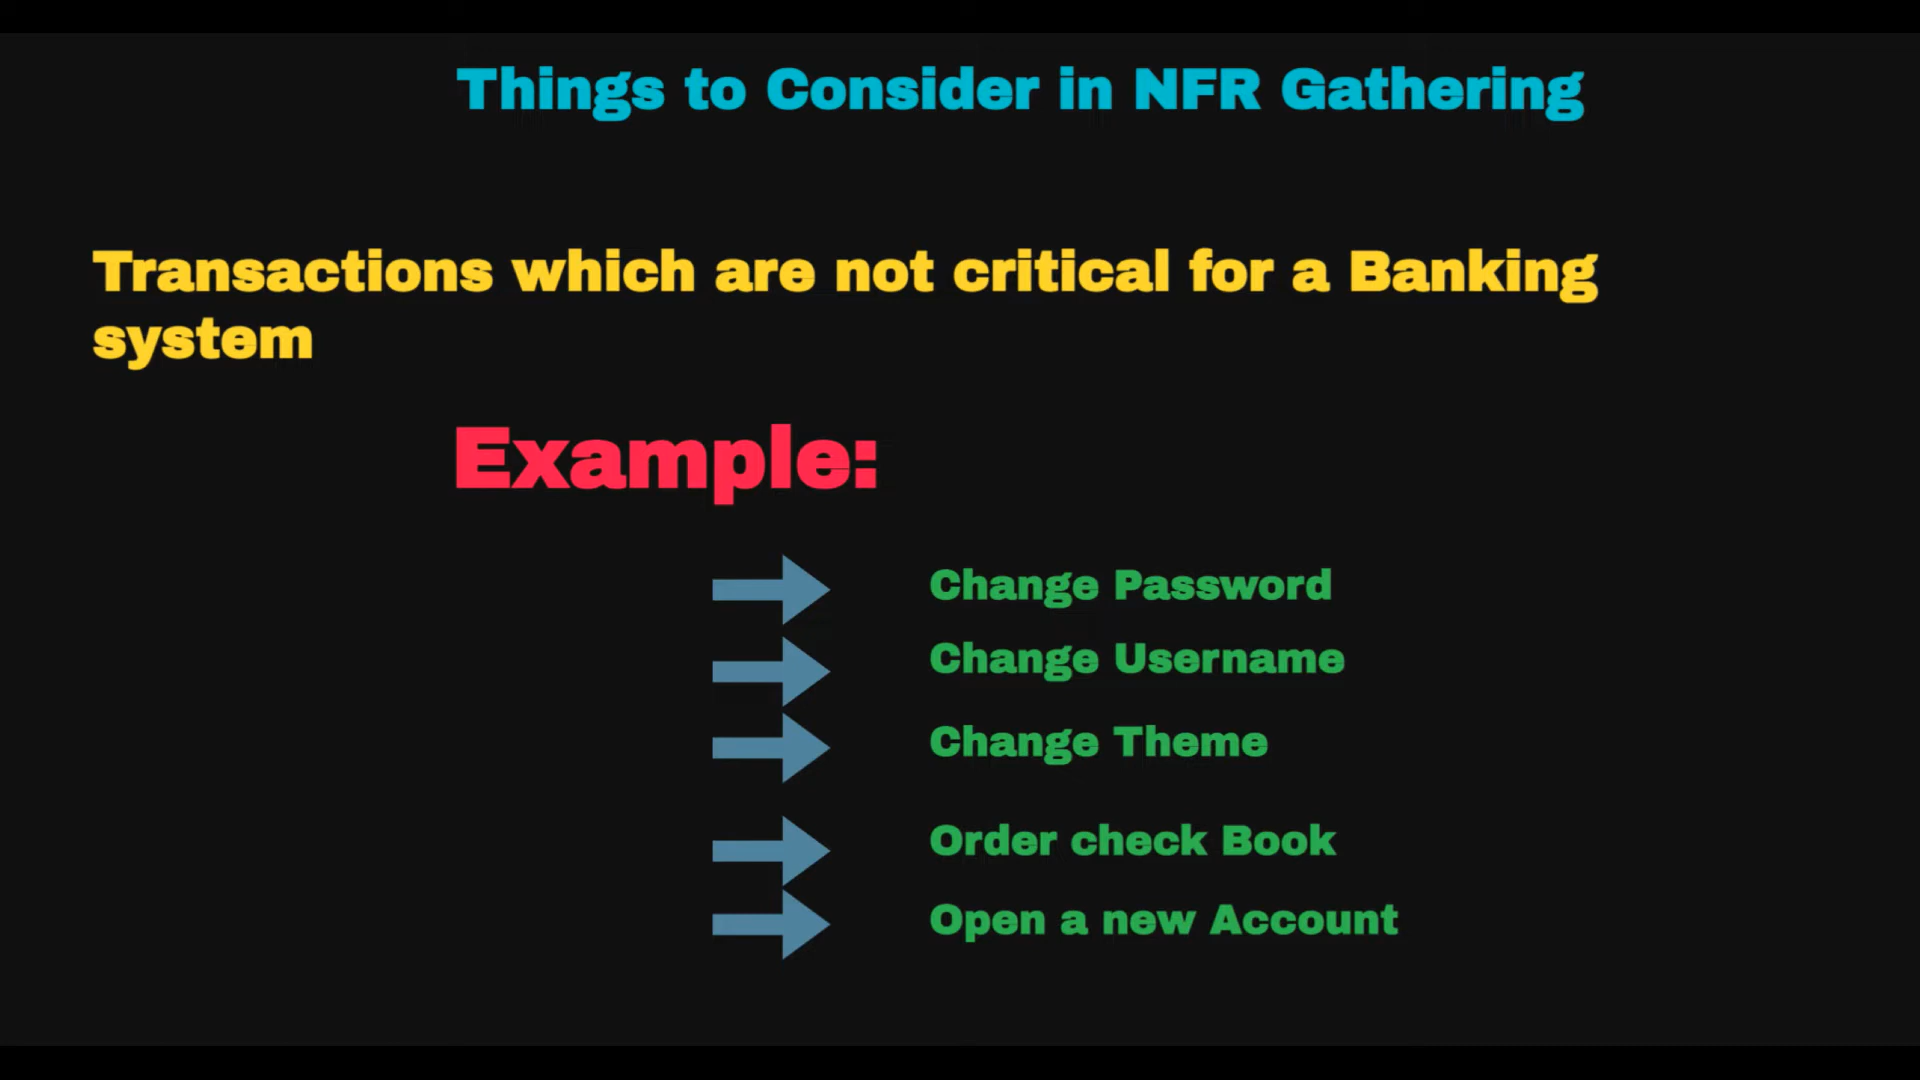 Things to Consider in NFR Gathering
Transactions which are not critical for a Banking
system
Example:
Change Password
Change Username
Change Theme
Order check Book
Open a new Account